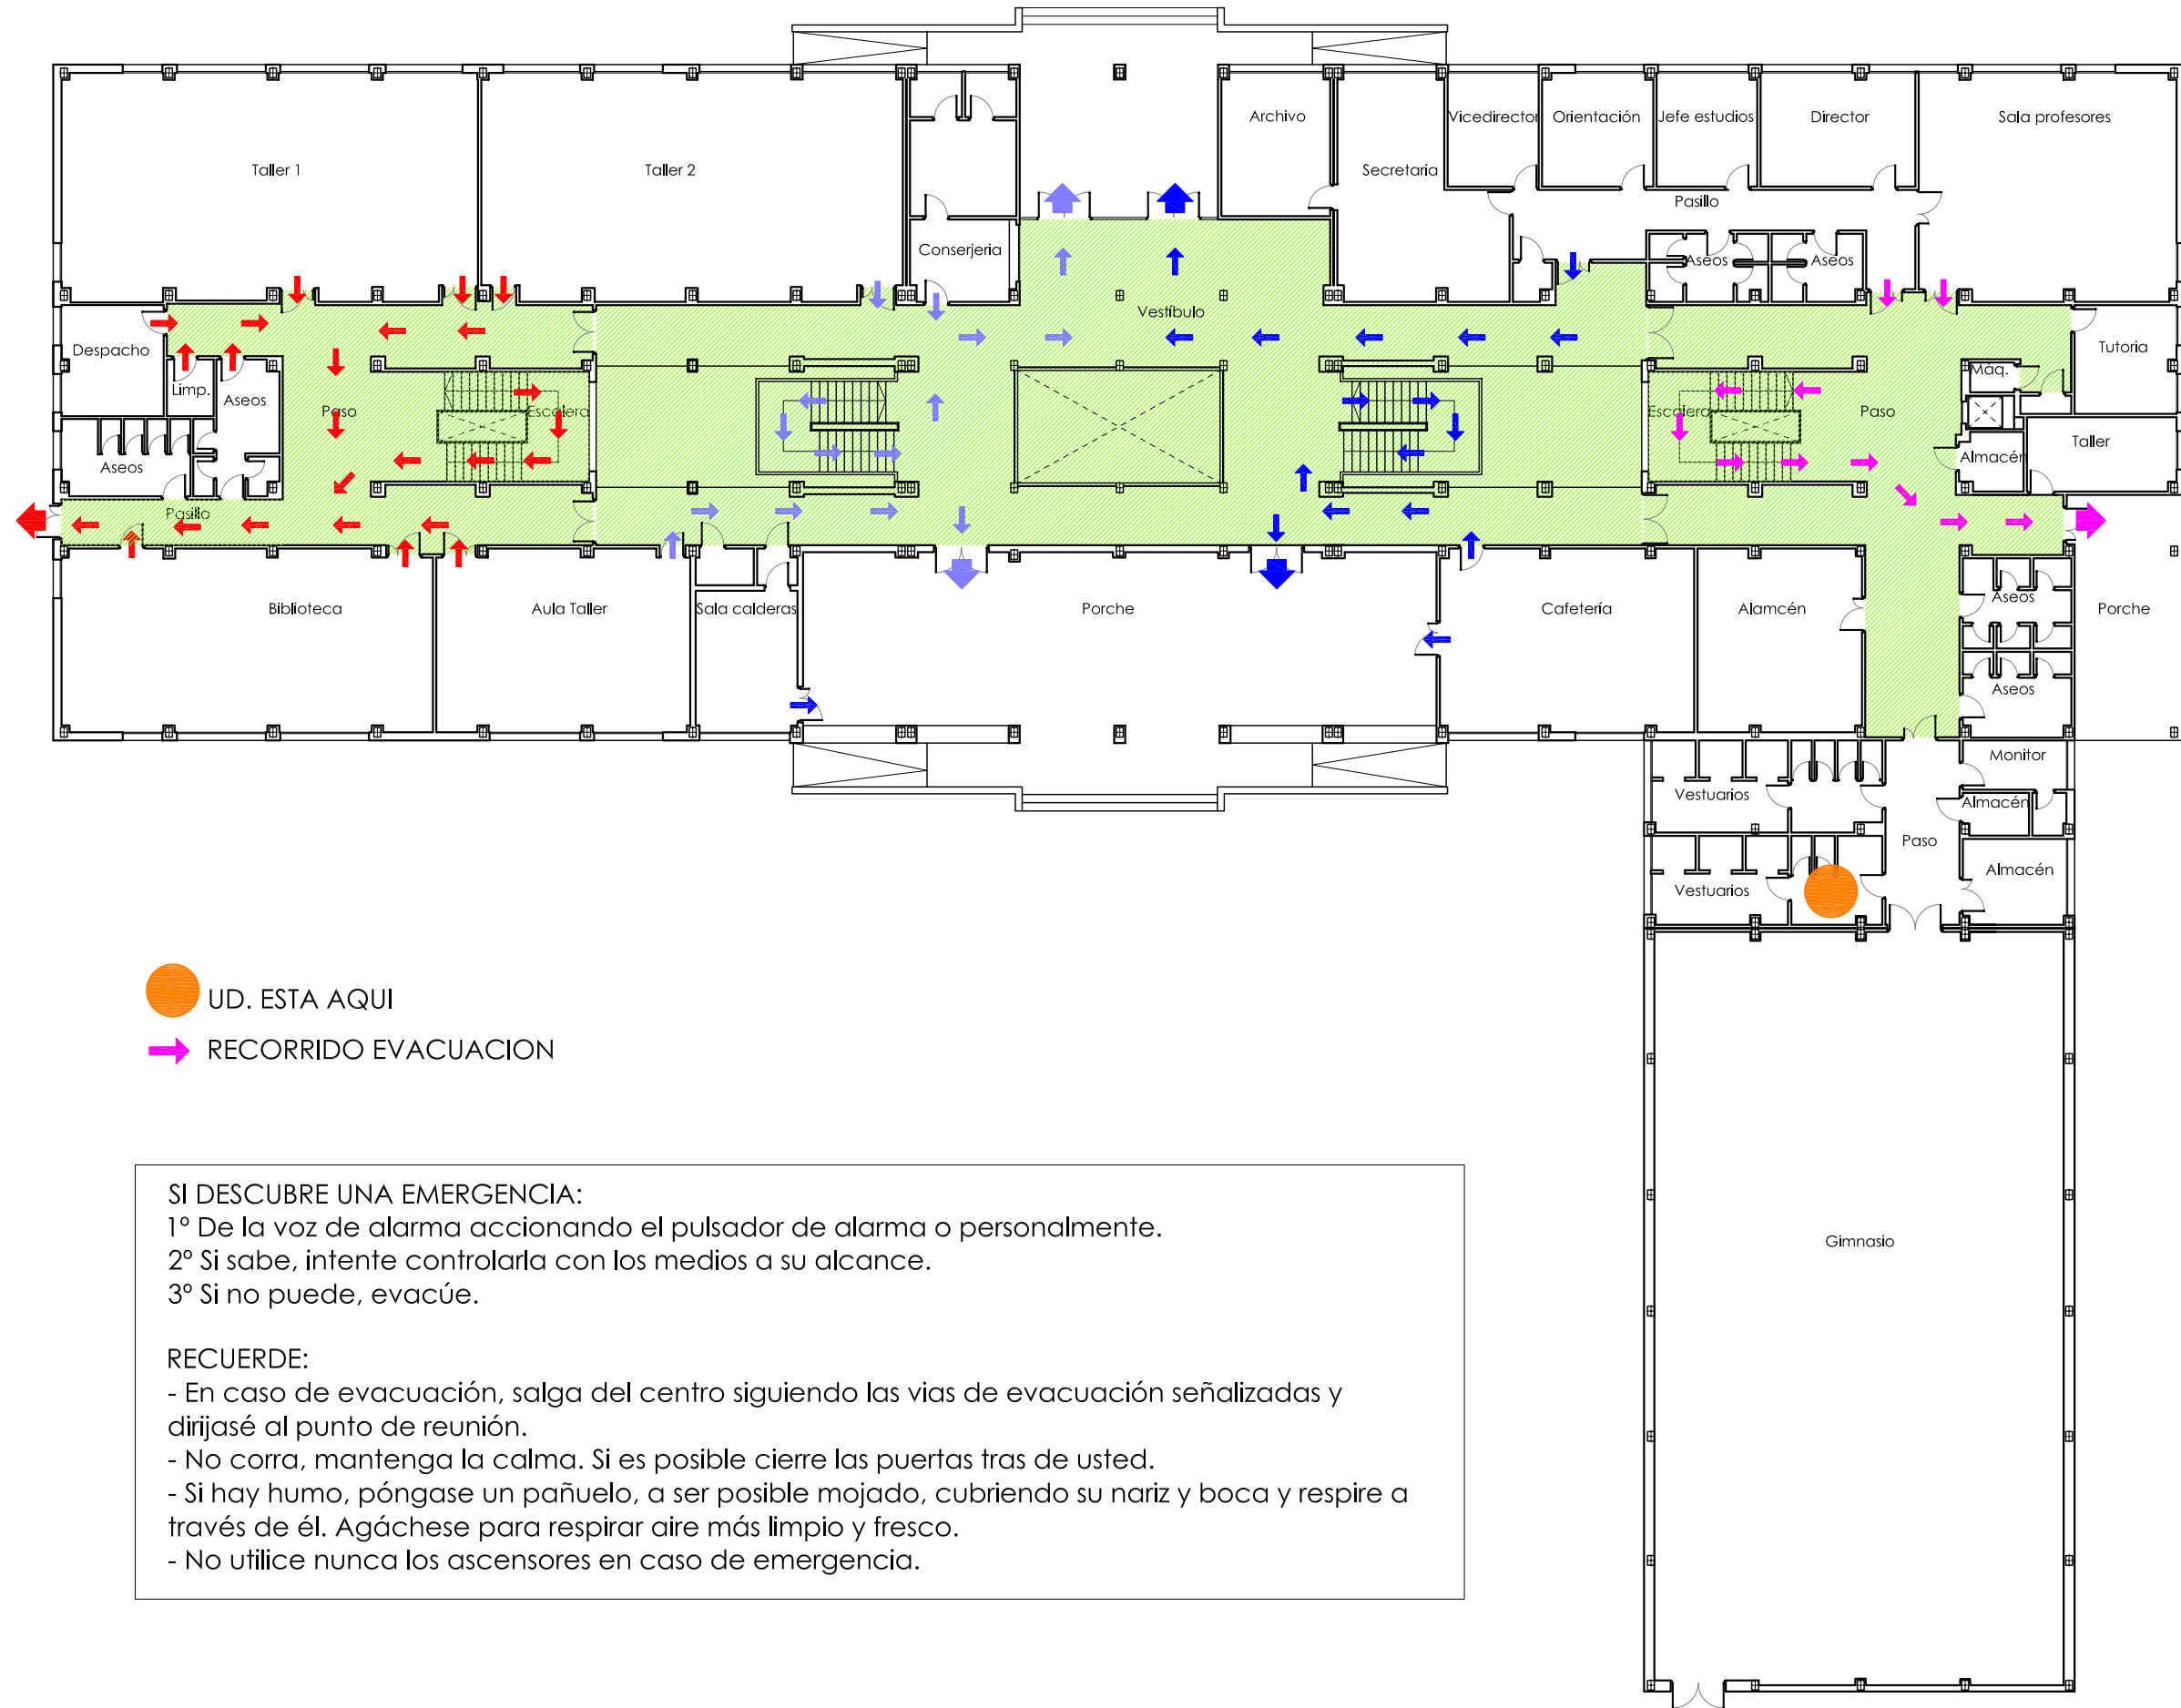 Archivo
Vicedirector
Orientación
Jefe estudios
Director
Sala profesores
Taller 1
Taller 2
Secretaria
Pasillo
Conserjeria
Aseos
Aseos
Vestíbulo
Despacho
Tutoria
Limp.
Aseos
Máq.
Paso
Escalera
Escalera
Paso
Taller
Aseos
Almacén
Pasillo
Biblioteca
Aula Taller
Sala calderas
Porche
Cafetería
Alamcén
Aseos
Porche
Aseos
Monitor
Vestuarios
Almacén
Paso
Vestuarios
Almacén
UD. ESTA AQUI
RECORRIDO EVACUACION
SI DESCUBRE UNA EMERGENCIA:
1º De la voz de alarma accionando el pulsador de alarma o personalmente.
2º Si sabe, intente controlarla con los medios a su alcance.
3º Si no puede, evacúe.
Gimnasio
RECUERDE:
- En caso de evacuación, salga del centro siguiendo las vias de evacuación señalizadas y
dirijasé al punto de reunión.
- No corra, mantenga la calma. Si es posible cierre las puertas tras de usted.
- Si hay humo, póngase un pañuelo, a ser posible mojado, cubriendo su nariz y boca y respire a
través de él. Agáchese para respirar aire más limpio y fresco.
- No utilice nunca los ascensores en caso de emergencia.